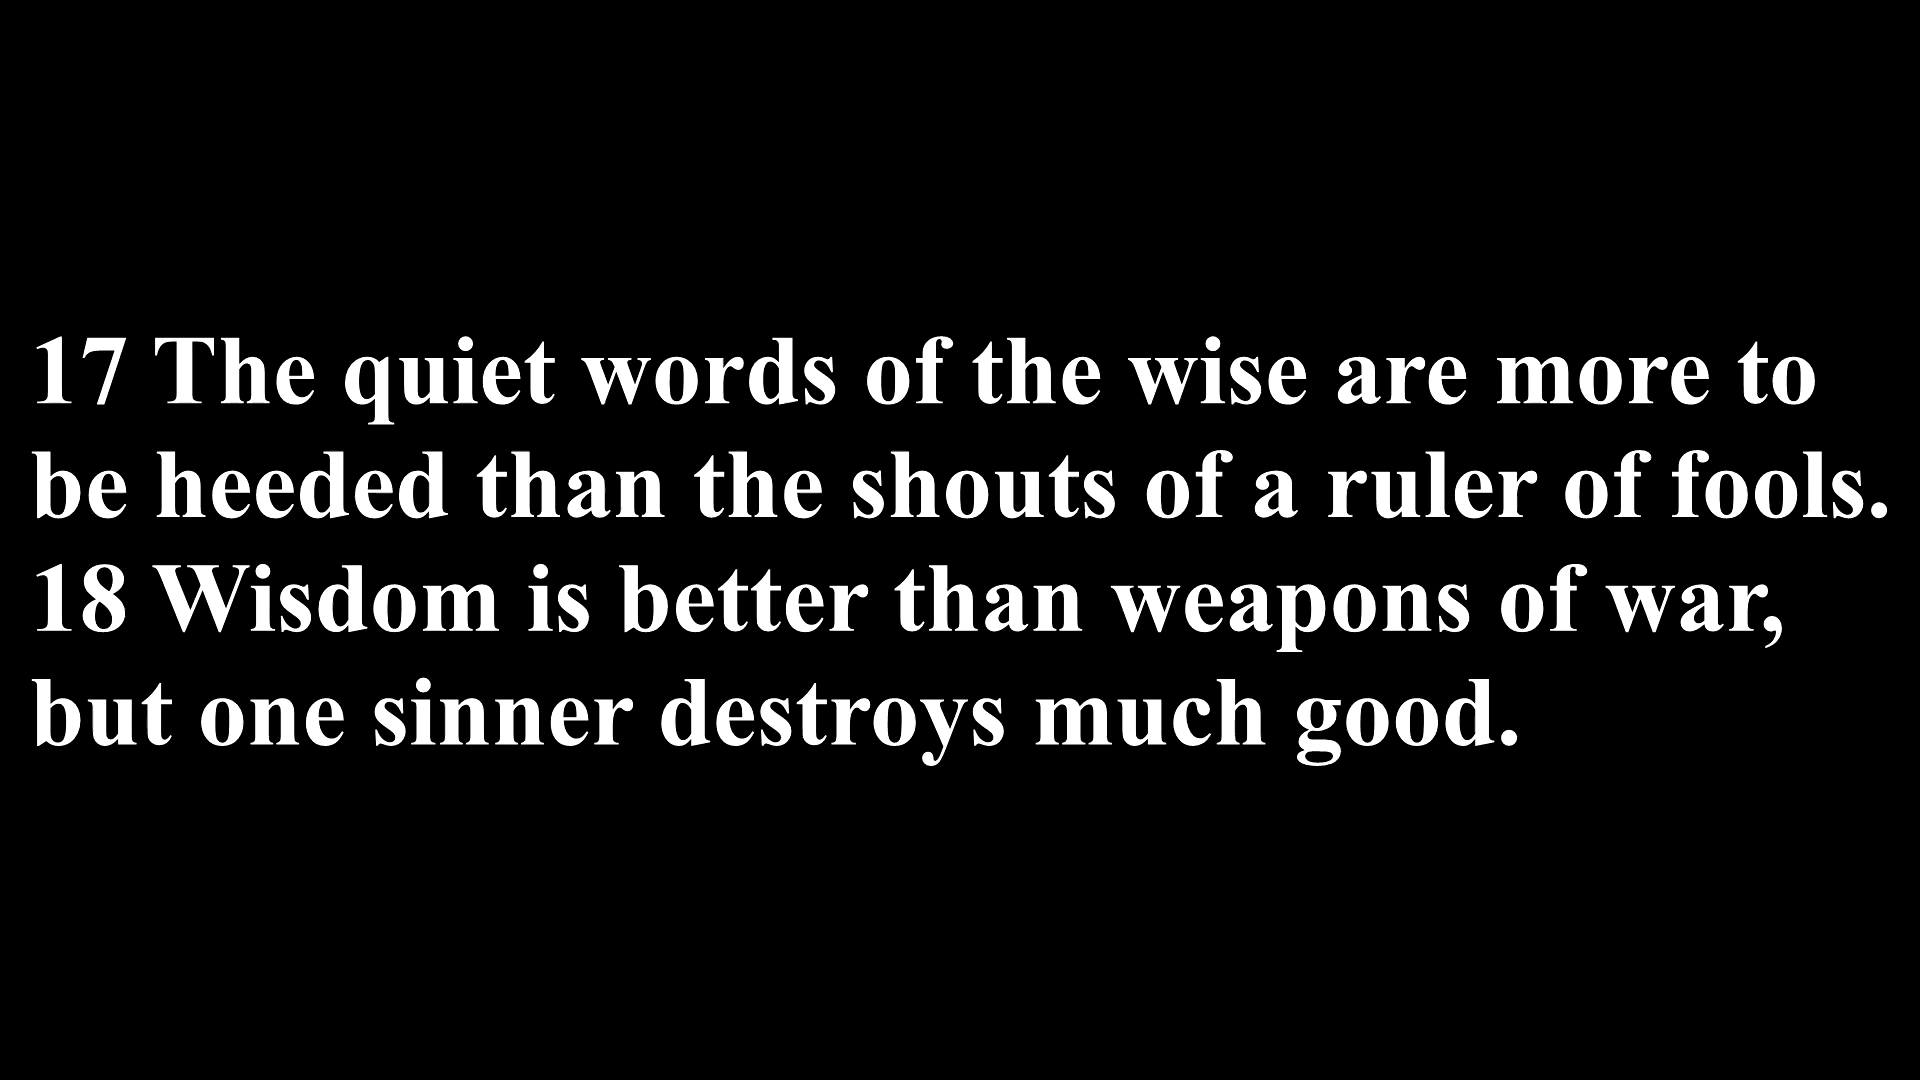 17 The quiet words of the wise are more to
be heeded than the shouts of a ruler of fools.
18 Wisdom is better than weapons of war,
but one sinner destroys much good.